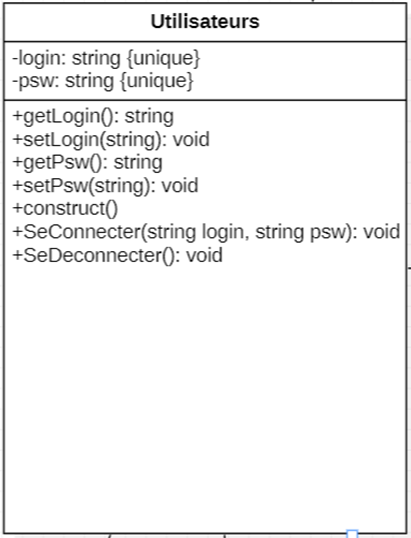 Utilisateurs
-login: string {unique}
-psw: string {unique}
+getLogin(): string
+setLogin(string): void
+getPsw(): string
+setPsw(string): void
+construct()
+SeConnecter(string login, string psw): void
+SeDeconnecter(): void